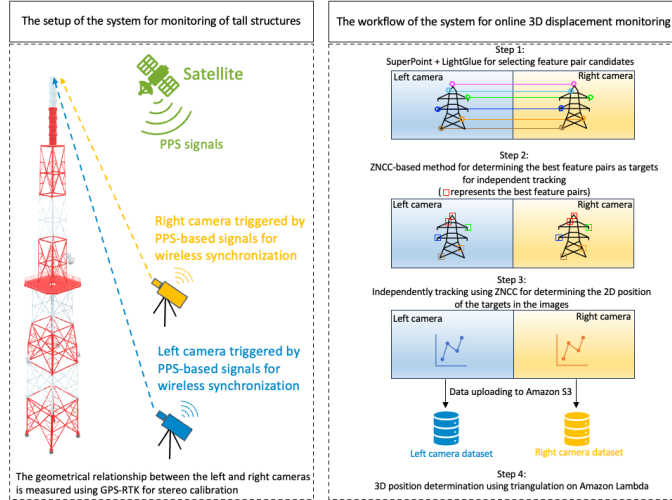 The setup of the system for monitoring of tall structures
Satellite
PPS signals
Right camera triggered by
PPS-based signals for
wireless synchronization
Left camera triggered by
PPS-based signals for
wireless synchronization
The geometrical relationship between the left and right cameras
is measured using GPS-RTK for stereo calibration
The workflow of the system for online 3D displacement monitoring
Step 1:
SuperPoint + LightGlue for selecting feature pair candidates
Left camera
Right camera
Step 2:
ZNCC-based method for determining the best feature pairs as targets
for independent tracking
(□represents the best feature pairs)
Left camera
Right camera
Step 3:
Independently tracking using ZNCC for determining the 2D position
of the targets in the images
Left camera
Right camera
Data uploading to Amazon S3
Left camera dataset
Right camera dataset
Step 4:
3D position determination using triangulation on Amazon Lambda